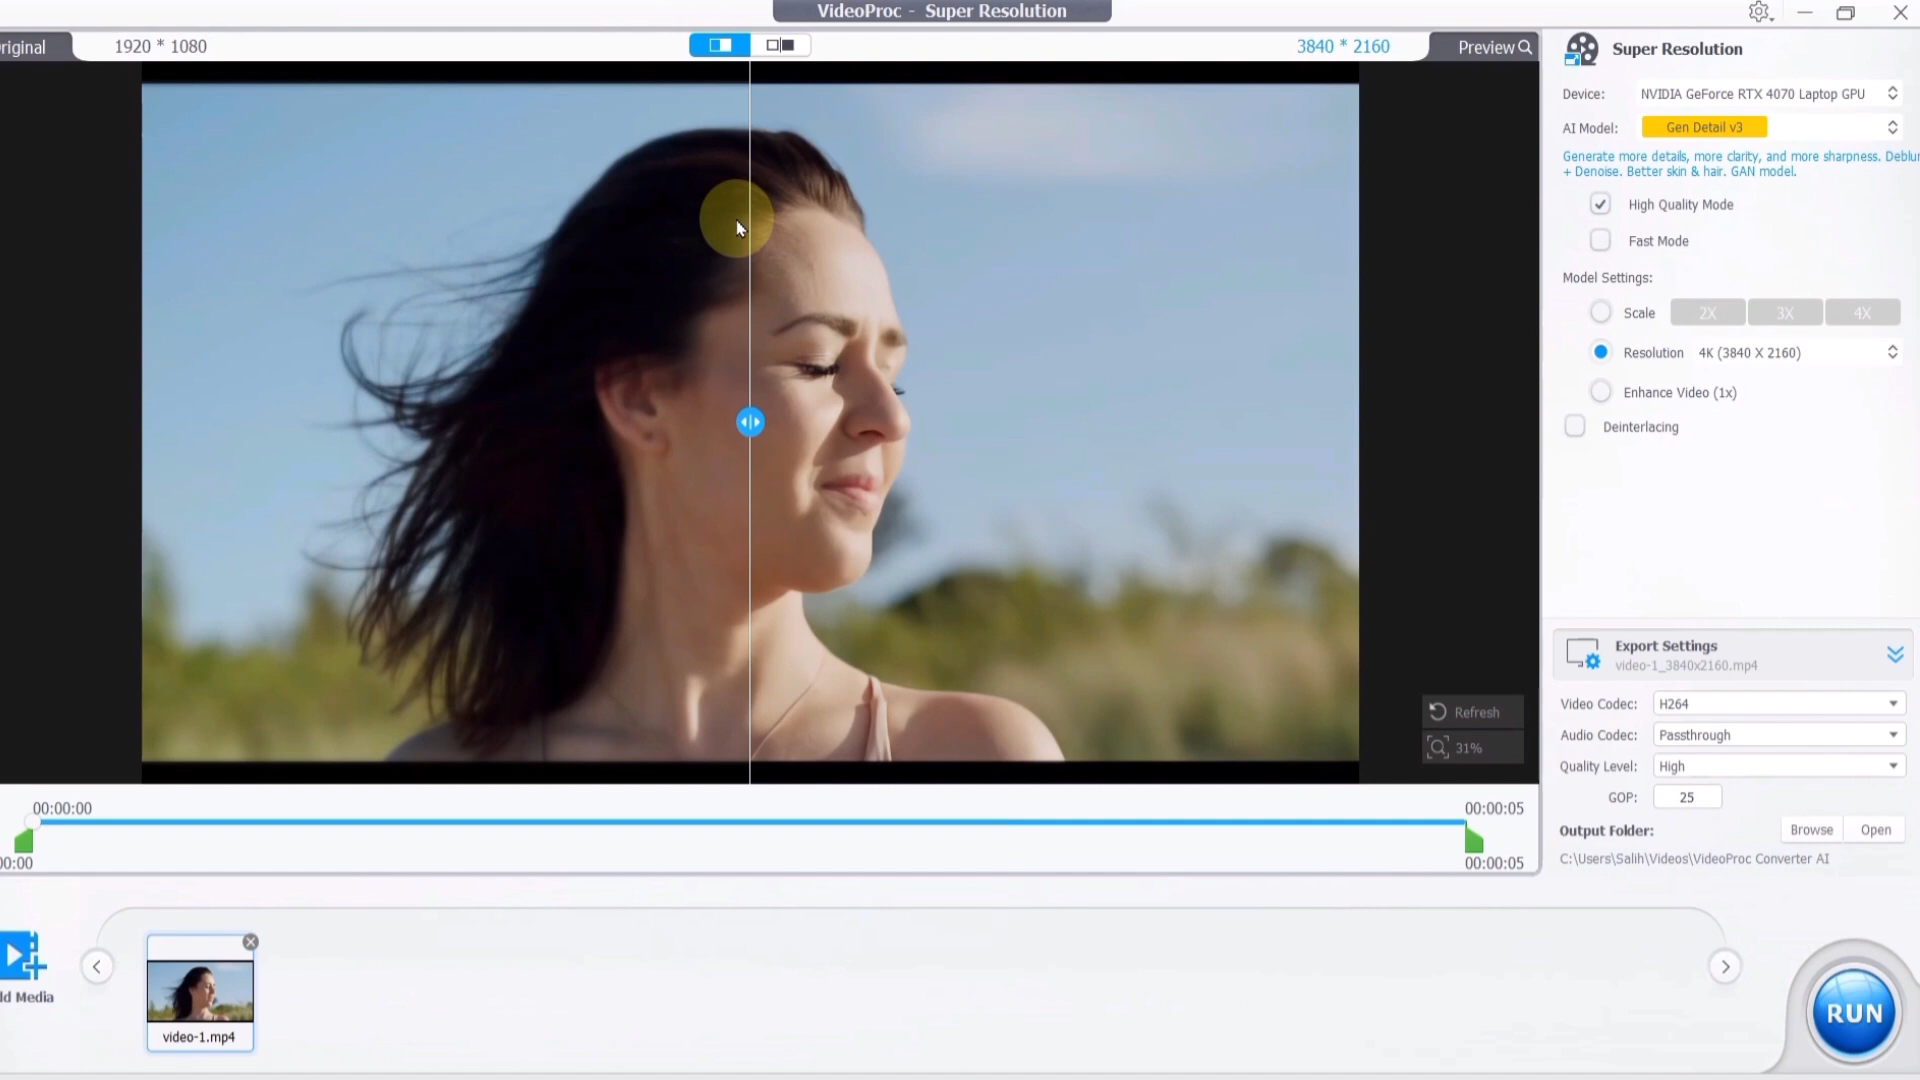 VideoProc - Super Resolution
riginal
1920 * 1080
3840 * 2160
Preview
Super Resolution
Device: NVIDIA GeForce RTX 4070 Laptop GPU
AI Model: Gen Detail v3
Generate more details, more clarity, and more sharpness. Deblur
+ Denoise. Better skin & hair. GAN model.
High Quality Mode
Fast Mode
Model Settings:
Scale 2X 3X 4X
Resolution 4K (3840 X 2160)
Enhance Video (1x)
Deinterlacing
Refresh
31%
Export Settings
video-1_3840x2160.mp4
Video Codec: H264
Audio Codec: Passthrough
Quality Level: High
GOP: 25
Output Folder: Browse Open
C:\Users\Salih\Videos\VideoProc Converter AI
00:00:00
00:00:05
00:00
00:00:05
dd Media
video-1.mp4
RUN